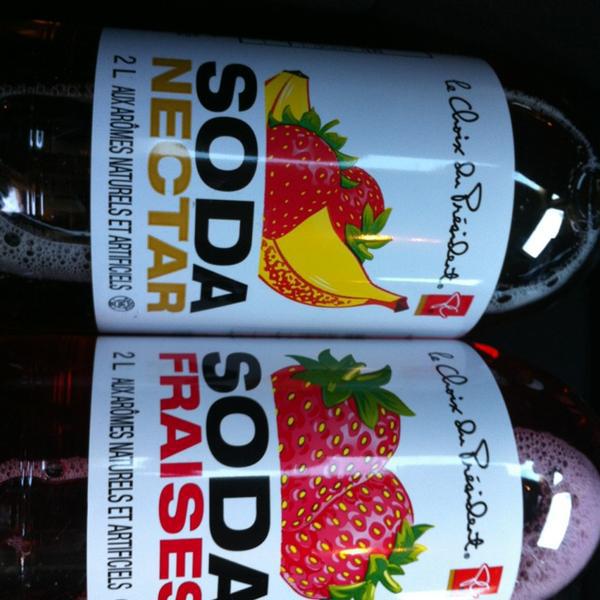 le Choix du Président
SODA
NECTAR
2 L AUX ARÔMES NATURELS ET ARTIFICIELS
le Choix du Président
SODA
FRAISES
2 L AUX ARÔMES NATURELS ET ARTIFICIELS